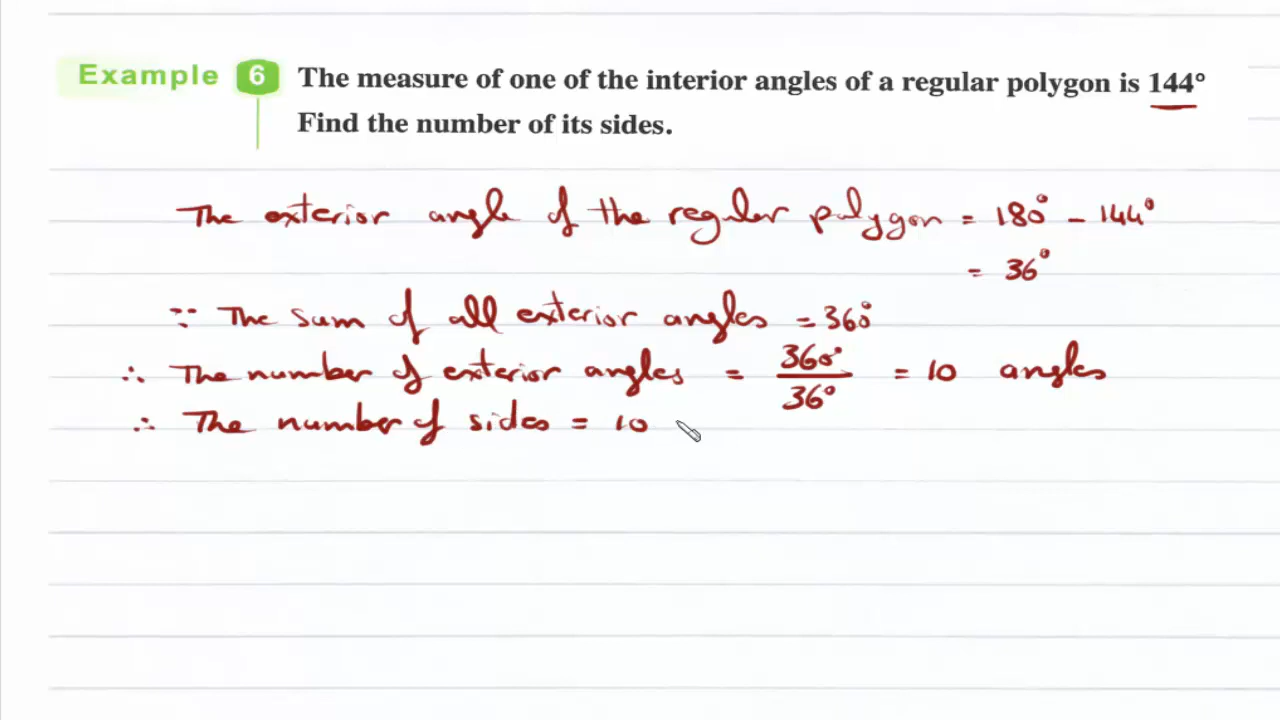 Example 6 The measure of one of the interior angles of a regular polygon is 144°
Find the number of its sides.
The exterior angle of the regular polygon = 180° - 144°
= 36°
∵ The sum of all exterior angles = 360°
∴ The number of exterior angles = 360°/36° = 10 angles
∴ The number of sides = 10